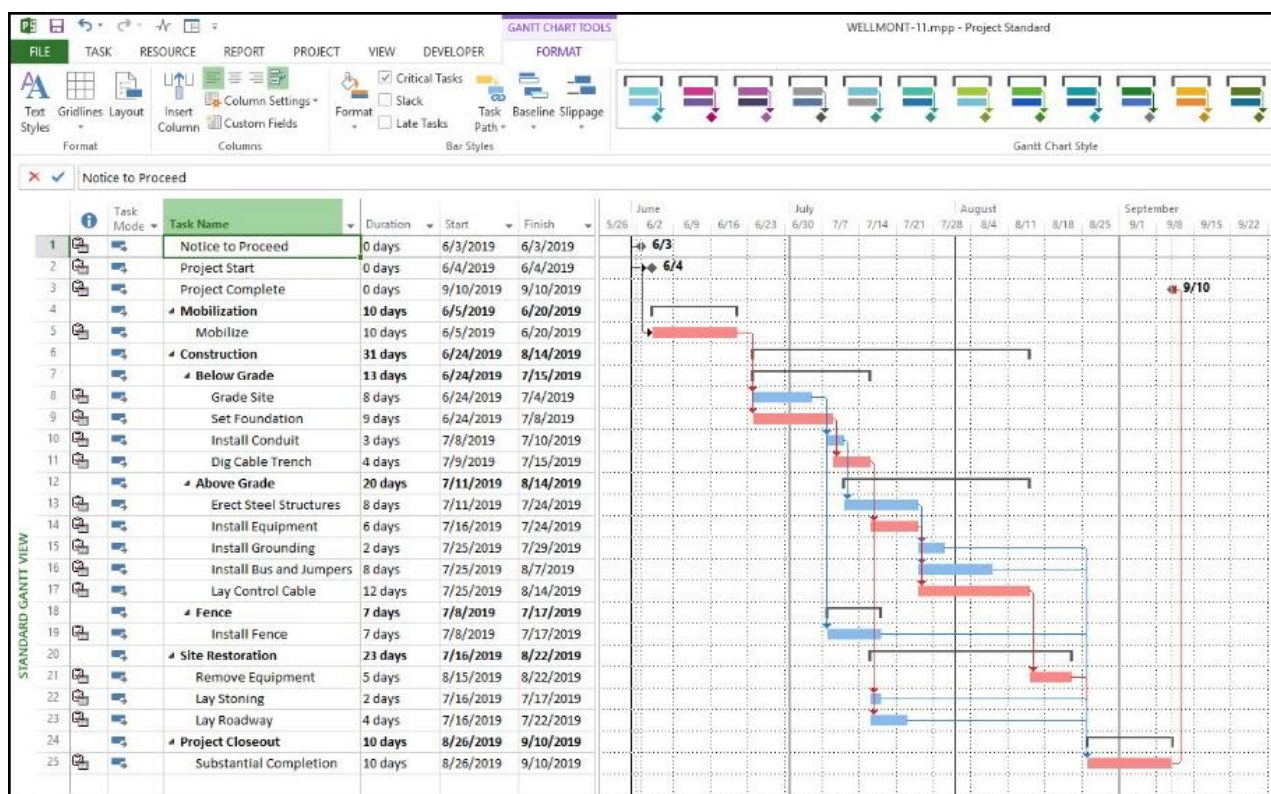 GANTT CHART TOOLS
WELLMONT-11.mpp - Project Standard
FILE TASK RESOURCE REPORT PROJECT VIEW DEVELOPER FORMAT
Text Styles
Gridlines
Layout
Format
Insert Column
Column Settings
Custom Fields
Columns
Format
Critical Tasks
Slack
Late Tasks
Task Path
Baseline
Slippage
Bar Styles
Gantt Chart Style
Notice to Proceed
Task Mode Task Name Duration Start Finish
June July August September
5/26 6/2 6/9 6/16 6/23 6/30 7/7 7/14 7/21 7/28 8/4 8/11 8/18 8/25 9/1 9/8 9/15 9/22
1 Notice to Proceed 0 days 6/3/2019 6/3/2019 6/3
2 Project Start 0 days 6/4/2019 6/4/2019 6/4
3 Project Complete 0 days 9/10/2019 9/10/2019 9/10
4 Mobilization 10 days 6/5/2019 6/20/2019
5 Mobilize 10 days 6/5/2019 6/20/2019
6 Construction 31 days 6/24/2019 8/14/2019
7 Below Grade 13 days 6/24/2019 7/15/2019
8 Grade Site 8 days 6/24/2019 7/4/2019
9 Set Foundation 9 days 6/24/2019 7/8/2019
10 Install Conduit 3 days 7/8/2019 7/10/2019
11 Dig Cable Trench 4 days 7/9/2019 7/15/2019
12 Above Grade 20 days 7/11/2019 8/14/2019
13 Erect Steel Structures 8 days 7/11/2019 7/24/2019
14 Install Equipment 6 days 7/16/2019 7/24/2019
15 Install Grounding 2 days 7/25/2019 7/29/2019
16 Install Bus and Jumpers 8 days 7/25/2019 8/7/2019
17 Lay Control Cable 12 days 7/25/2019 8/14/2019
18 Fence 7 days 7/8/2019 7/17/2019
19 Install Fence 7 days 7/8/2019 7/17/2019
20 Site Restoration 23 days 7/16/2019 8/22/2019
21 Remove Equipment 5 days 8/15/2019 8/22/2019
22 Lay Stoning 2 days 7/16/2019 7/17/2019
23 Lay Roadway 4 days 7/16/2019 7/22/2019
24 Project Closeout 10 days 8/26/2019 9/10/2019
25 Substantial Completion 10 days 8/26/2019 9/10/2019
STANDARD GANTT VIEW